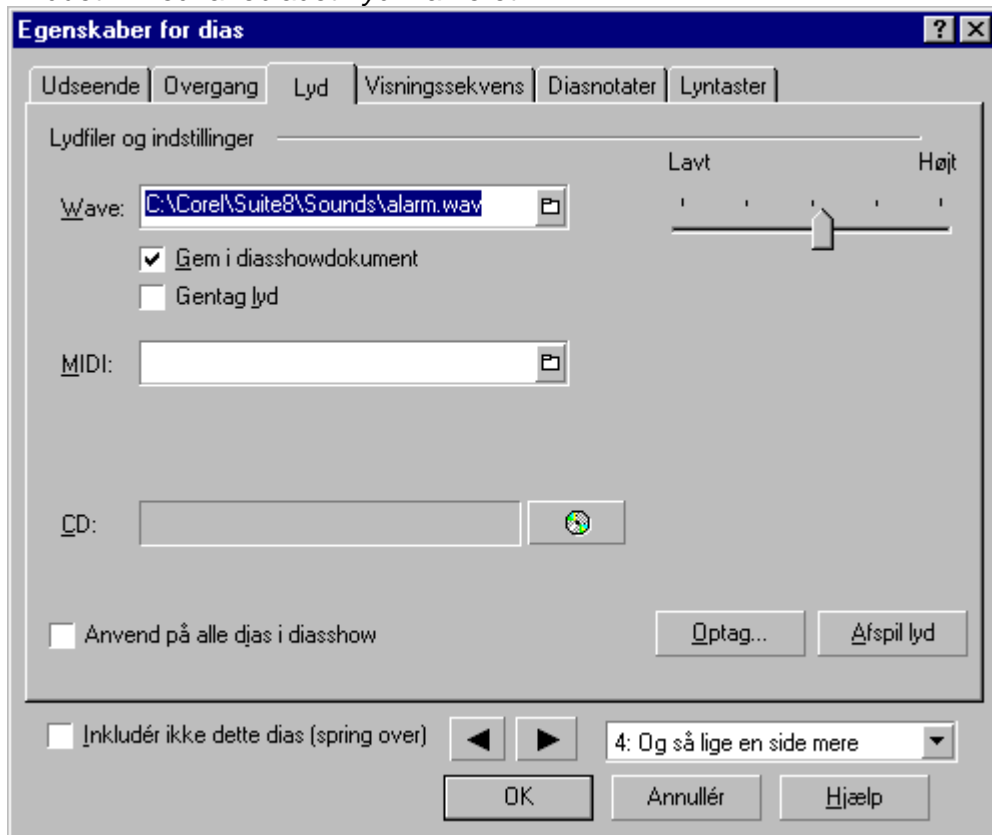 Egenskaber for dias
Udseende Overgang Lyd Visningssekvens Diasnotater Lyntaster
Lydfiler og indstillinger
Lavt Højt
Wave: C:\Corel\Suite8\Sounds\alarm.wav
Gem i diasshowdokument
Gentag lyd
MIDI:
CD:
Anvend på alle dias i diasshow
Optag... Afspil lyd
Inkludér ikke dette dias (spring over)
4: Og så lige en side mere
OK Annullér Hjælp